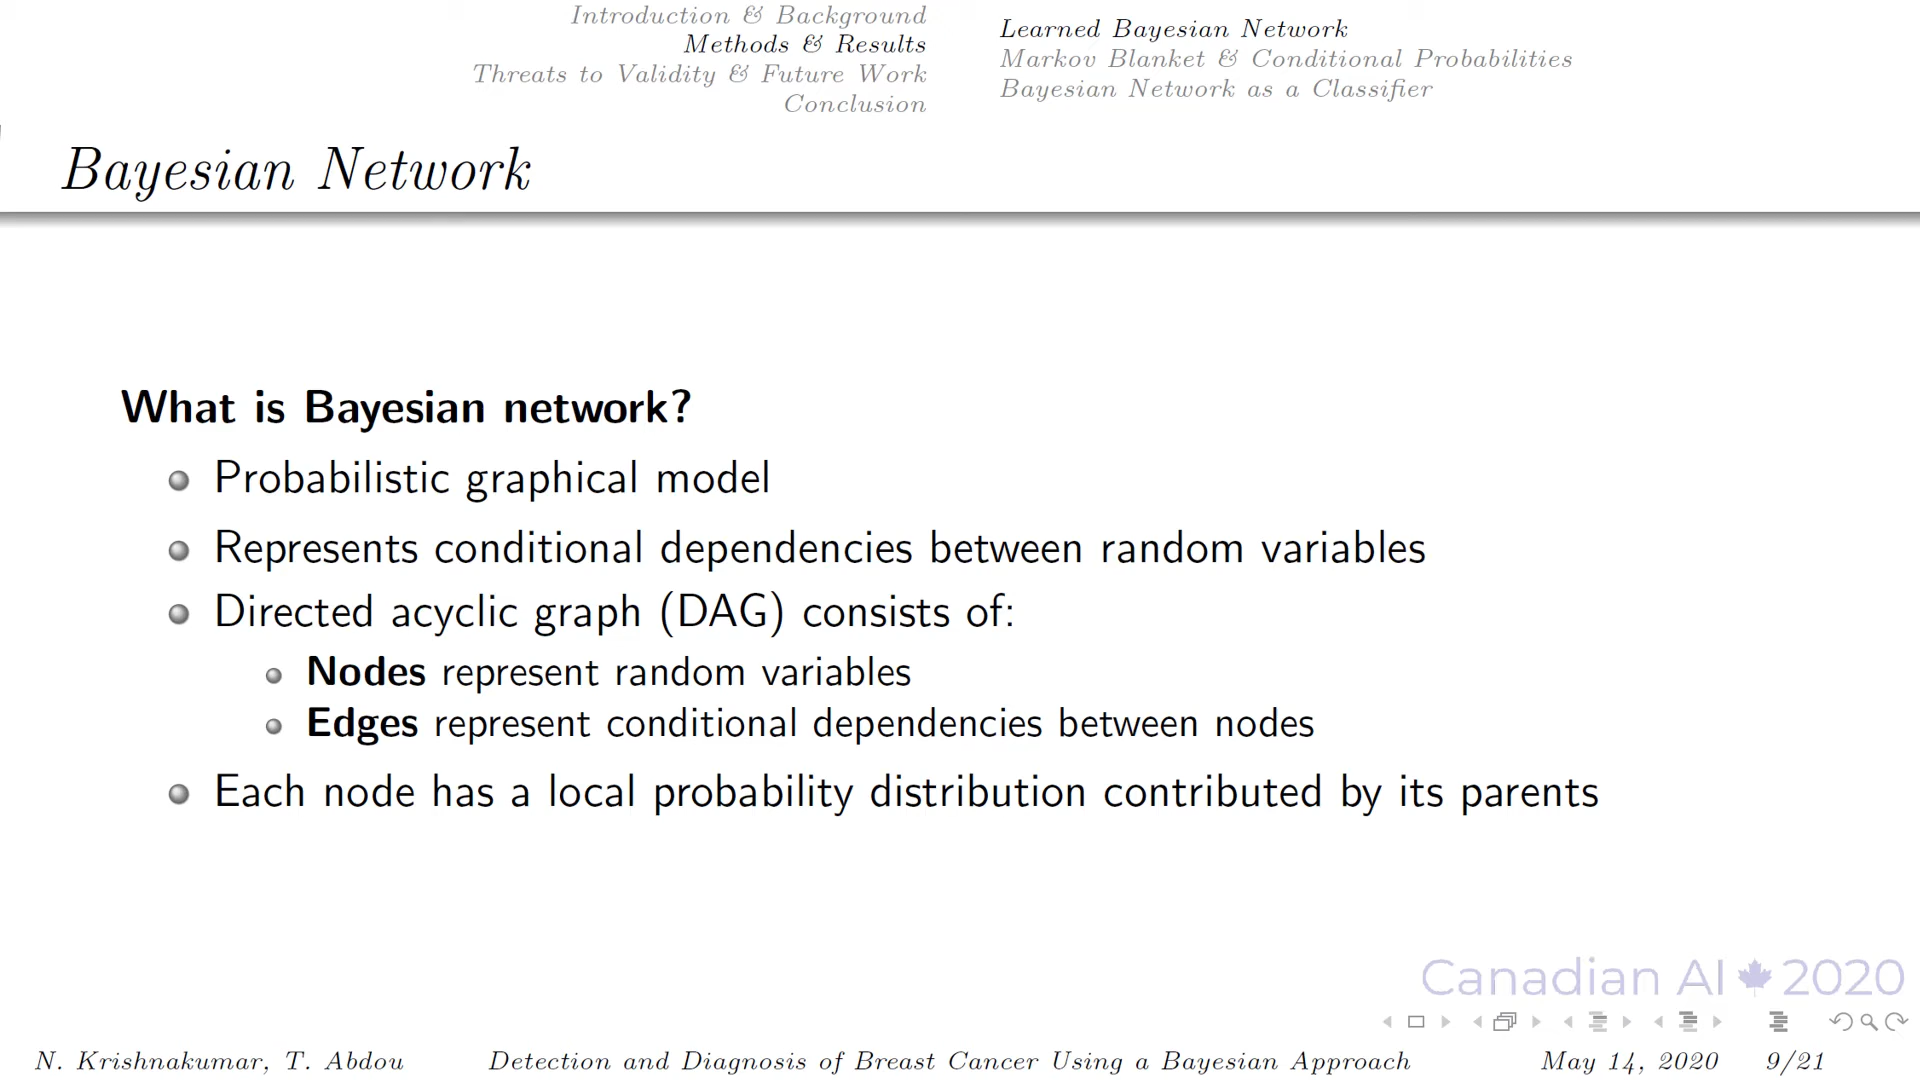 Introduction & Background
Methods & Results
Threats to Validity & Future Work
Conclusion
Learned Bayesian Network
Markov Blanket & Conditional Probabilities
Bayesian Network as a Classifier
Bayesian Network
What is Bayesian network?
Probabilistic graphical model
Represents conditional dependencies between random variables
Directed acyclic graph (DAG) consists of:
Nodes represent random variables
Edges represent conditional dependencies between nodes
Each node has a local probability distribution contributed by its parents
Canadian AI 2020
N. Krishnakumar, T. Abdou Detection and Diagnosis of Breast Cancer Using a Bayesian Approach May 14, 2020 9/21